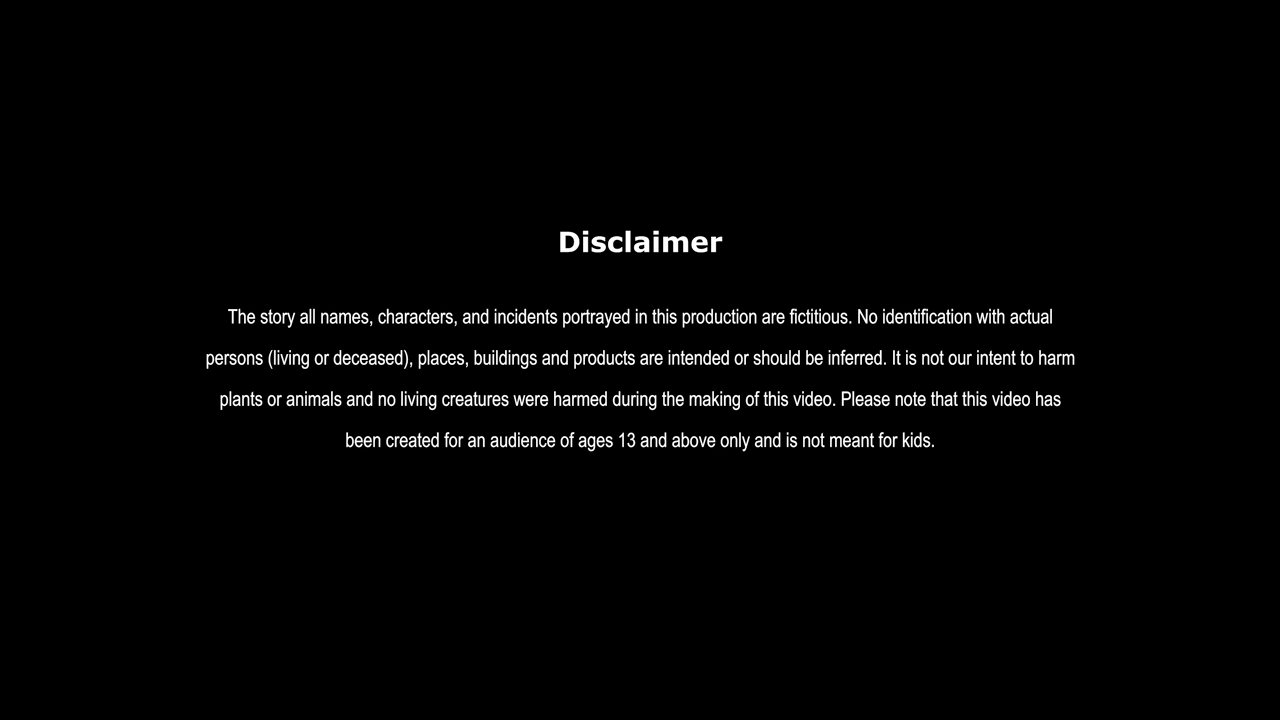 Disclaimer
The story all names, characters, and incidents portrayed in this production are fictitious. No identification with actual
persons (living or deceased), places, buildings and products are intended or should be inferred. It is not our intent to harm
plants or animals and no living creatures were harmed during the making of this video. Please note that this video has
been created for an audience of ages 13 and above only and is not meant for kids.